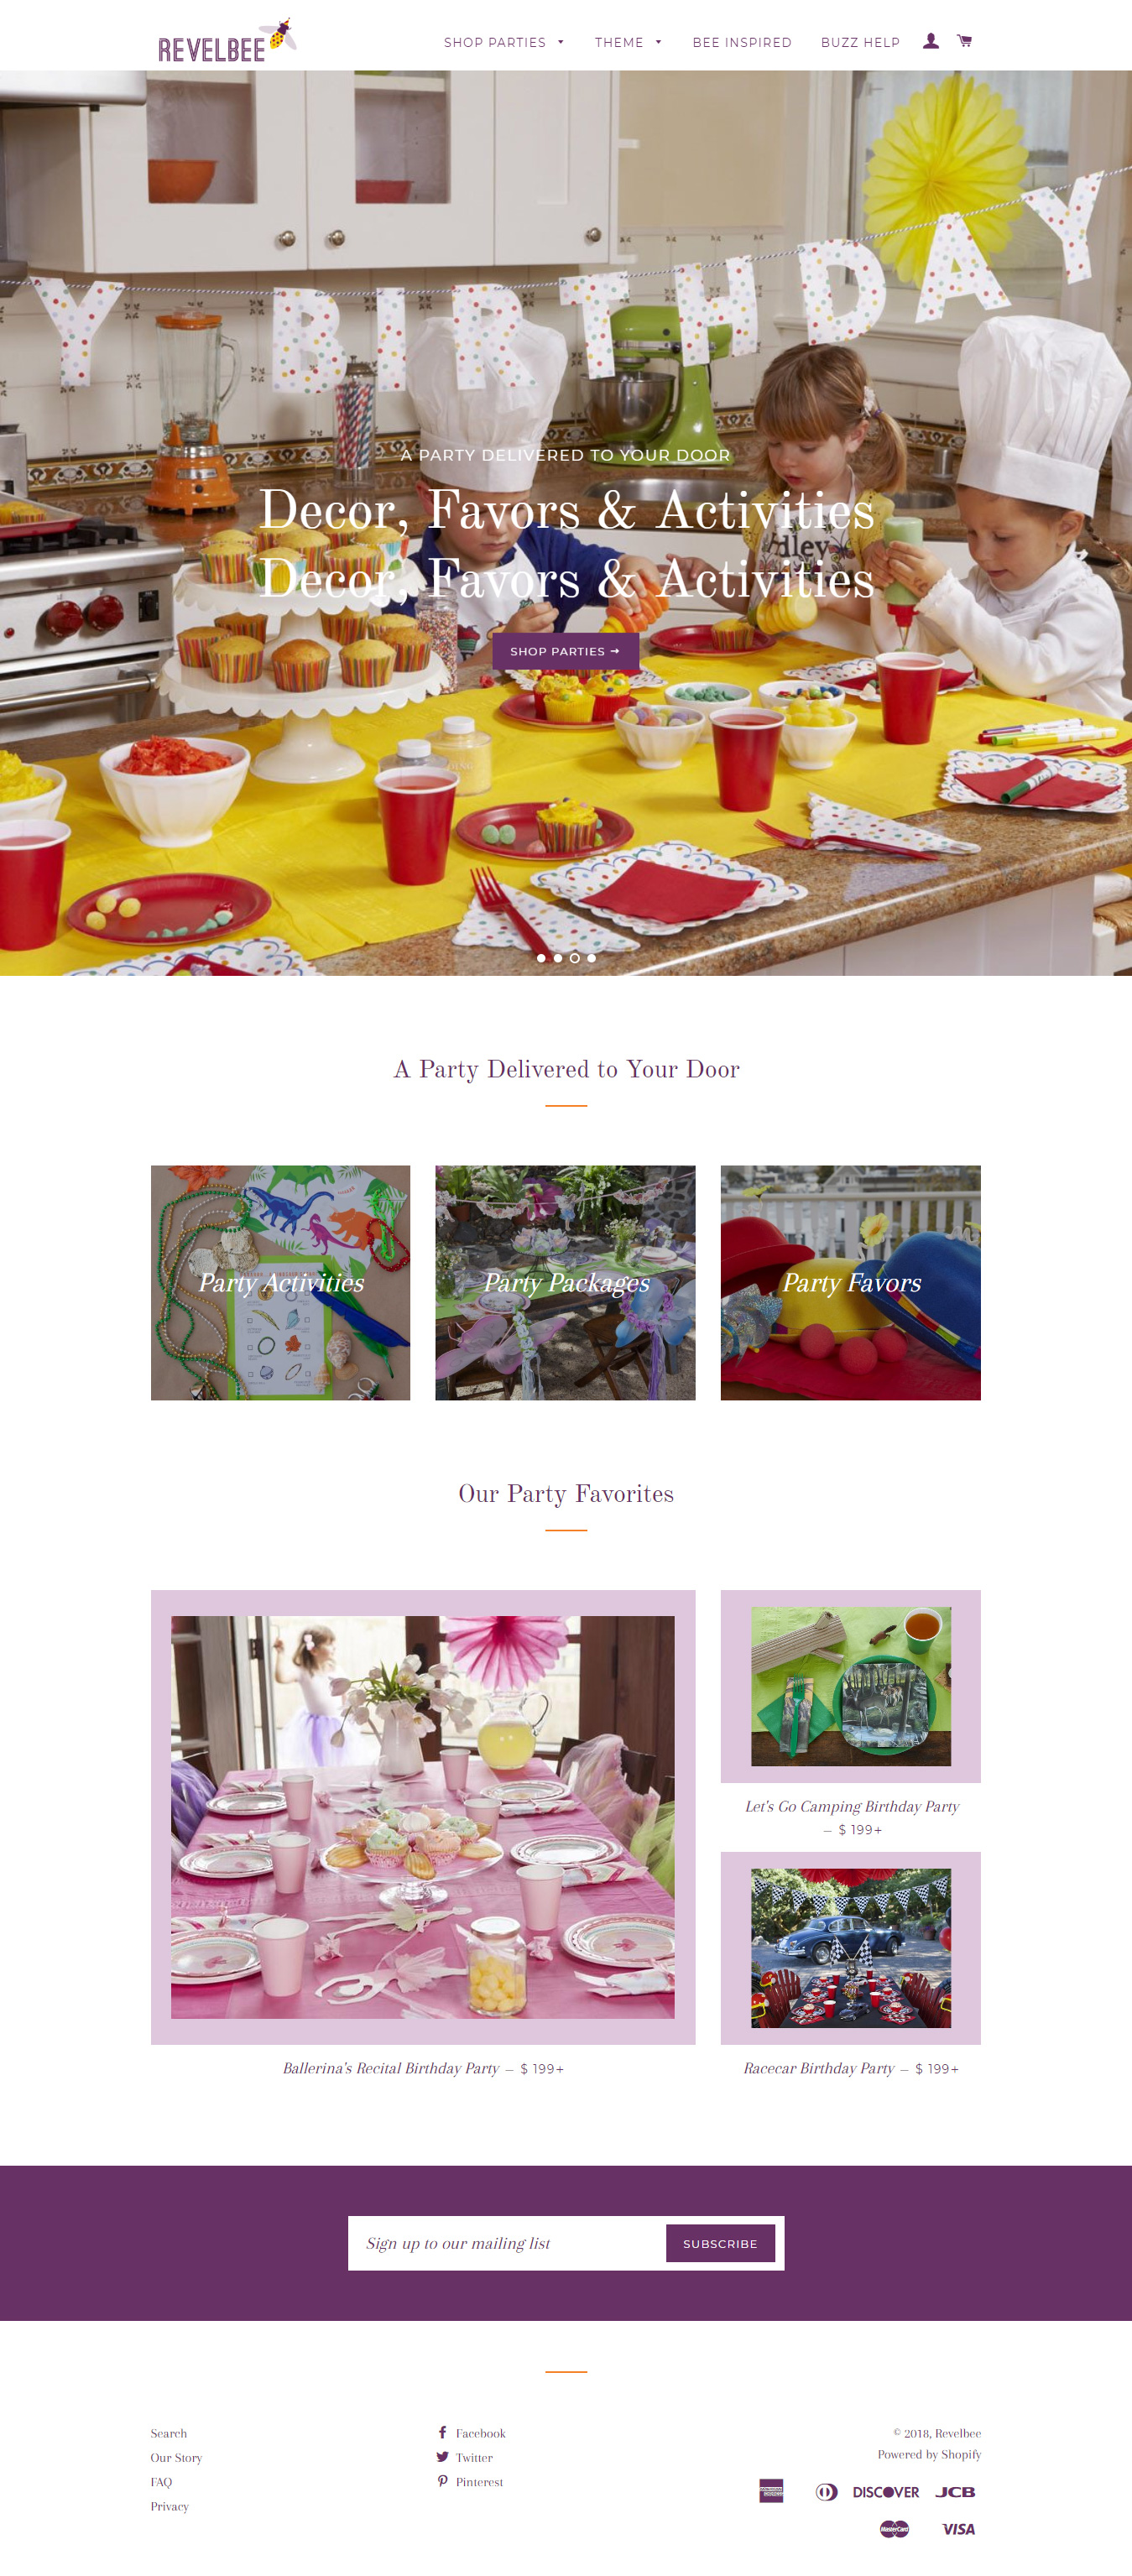 REVELBEE
SHOP PARTIES
THEME
BEE INSPIRED
BUZZ HELP
Y BIRTHDAY
A PARTY DELIVERED TO YOUR DOOR
Decor, Favors & Activities
Decor, Favors & Activities
SHOP PARTIES →
A Party Delivered to Your Door
Party Activities
Party Packages
Party Favors
Our Party Favorites
Let's Go Camping Birthday Party
— $ 199+
Ballerina's Recital Birthday Party — $ 199+
Racecar Birthday Party — $ 199+
Sign up to our mailing list
SUBSCRIBE
Search
Our Story
FAQ
Privacy
Facebook
Twitter
Pinterest
© 2018, Revelbee
Powered by Shopify
DISCOVER
JCB
MasterCard
VISA